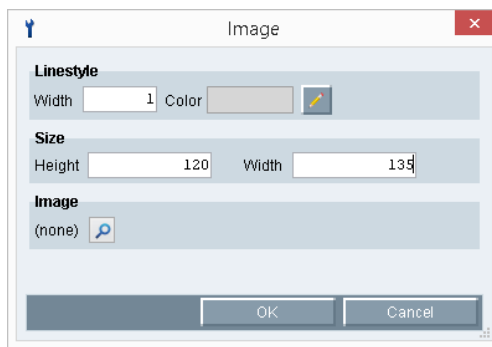 Image
Linestyle
Width 1 Color
Size
Height 120 Width 135
Image
(none)
OK Cancel